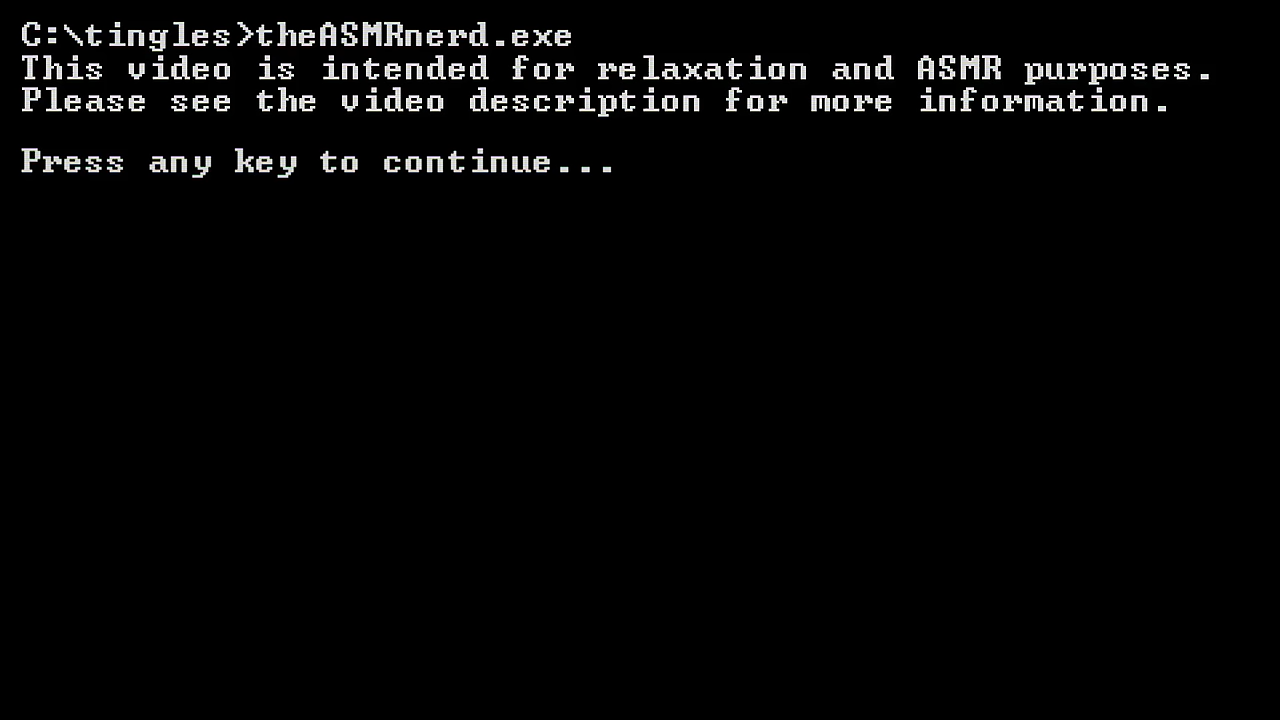 C:\tingles>theASMRnerd.exe
This video is intended for relaxation and ASMR purposes.
Please see the video description for more information.
Press any key to continue...